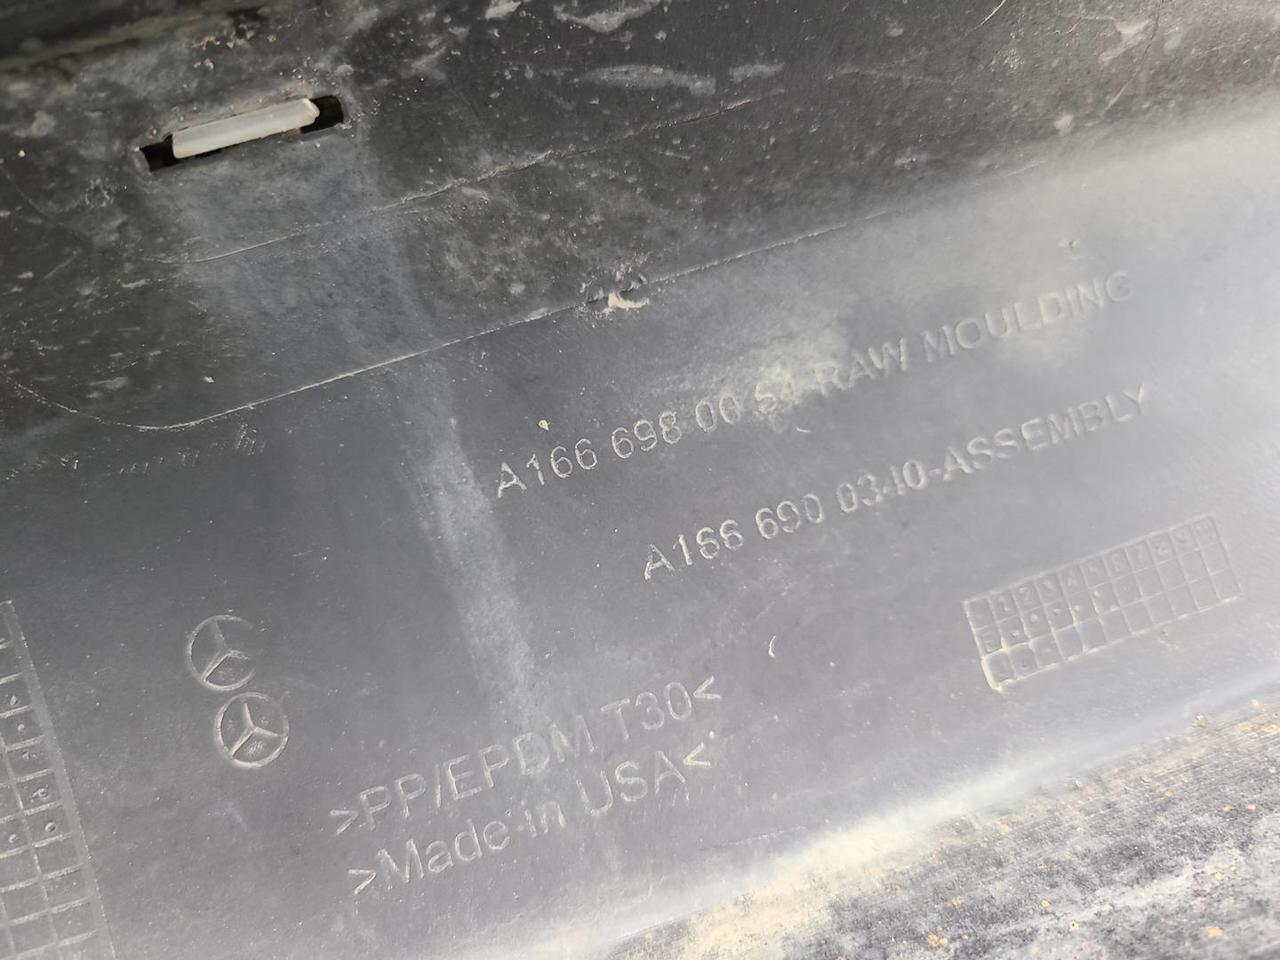 A166 698 00 54-RAW MOULDING
A166 690 0340-ASSEMBLY
>PP/EPDM T30<
>Made in USA<